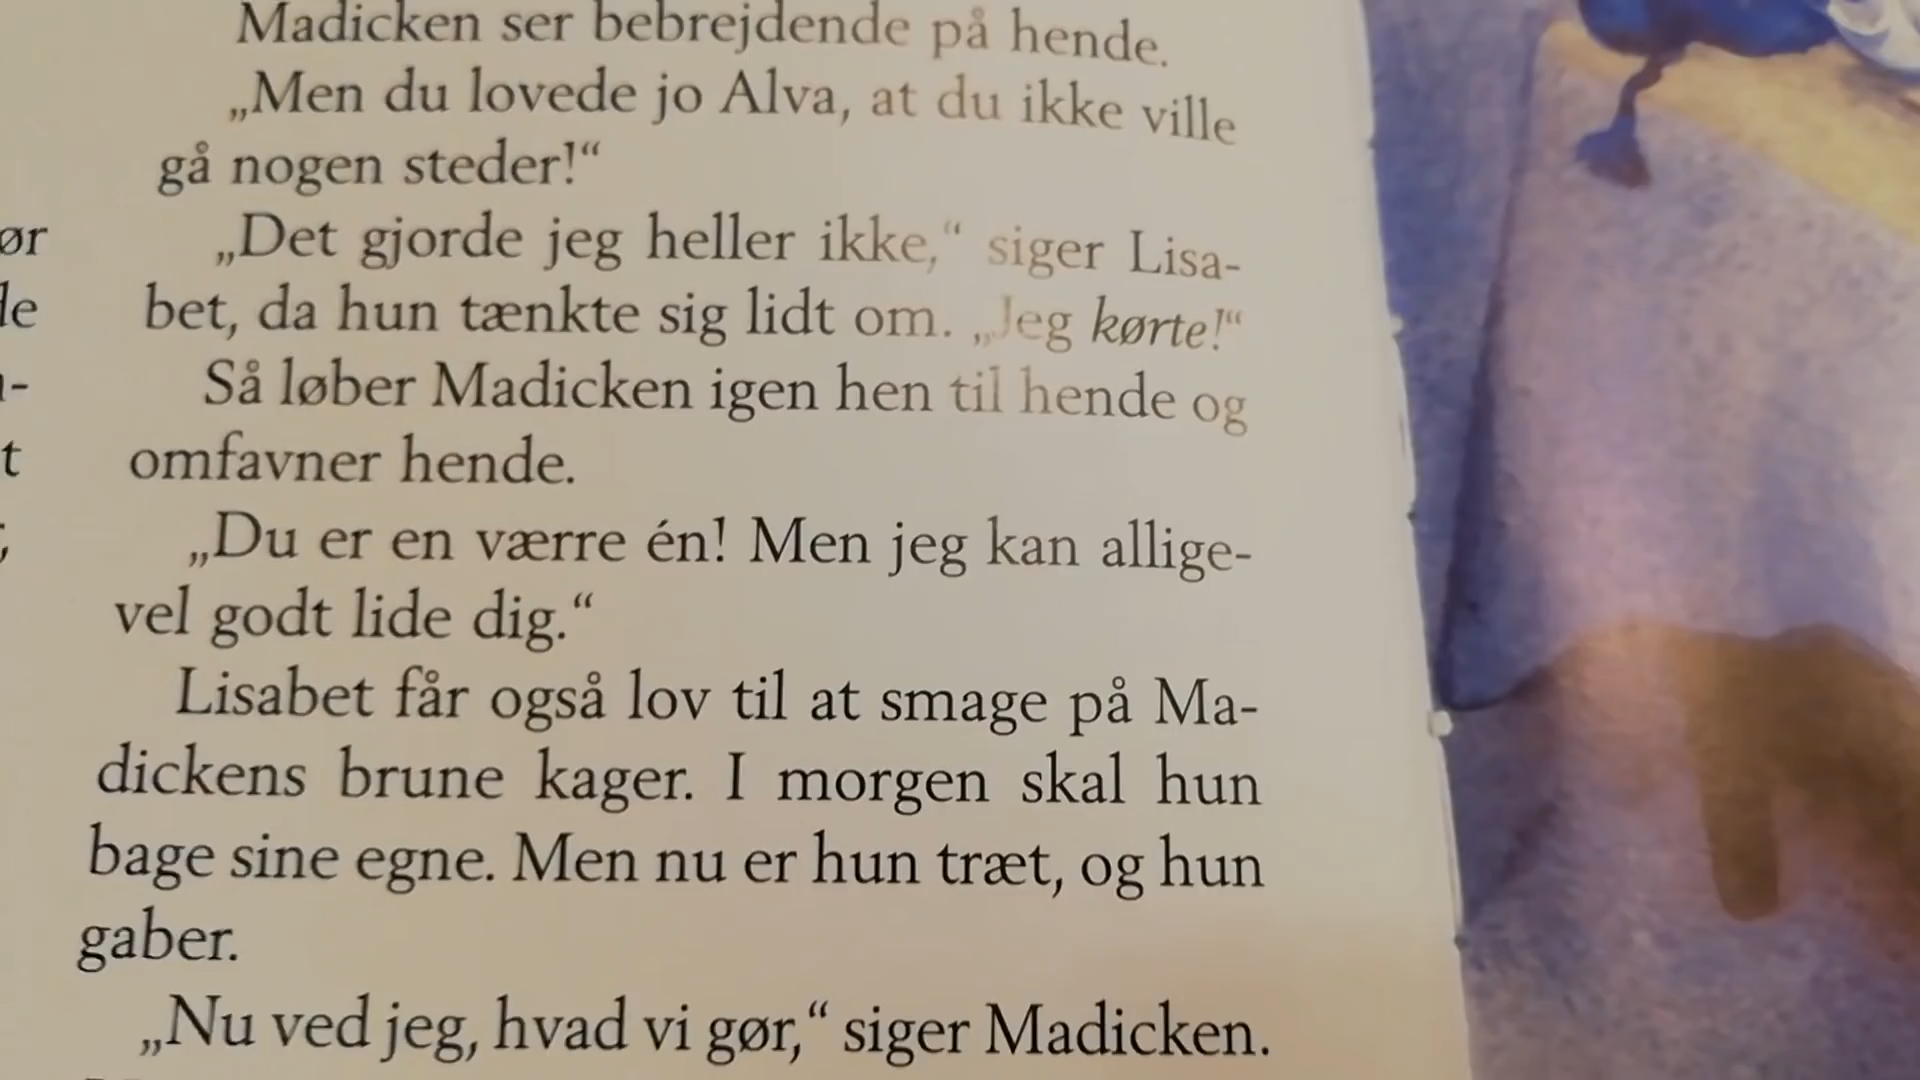 Madicken ser bebrejdende på hende.
„Men du lovede jo Alva, at du ikke ville
gå nogen steder!“
„Det gjorde jeg heller ikke,“ siger Lisa-
bet, da hun tænkte sig lidt om. „Jeg kørte!“
Så løber Madicken igen hen til hende og
omfavner hende.
„Du er en værre én! Men jeg kan allige-
vel godt lide dig.“
Lisabet får også lov til at smage på Ma-
dickens brune kager. I morgen skal hun
bage sine egne. Men nu er hun træt, og hun
gaber.
„Nu ved jeg, hvad vi gør,“ siger Madicken.